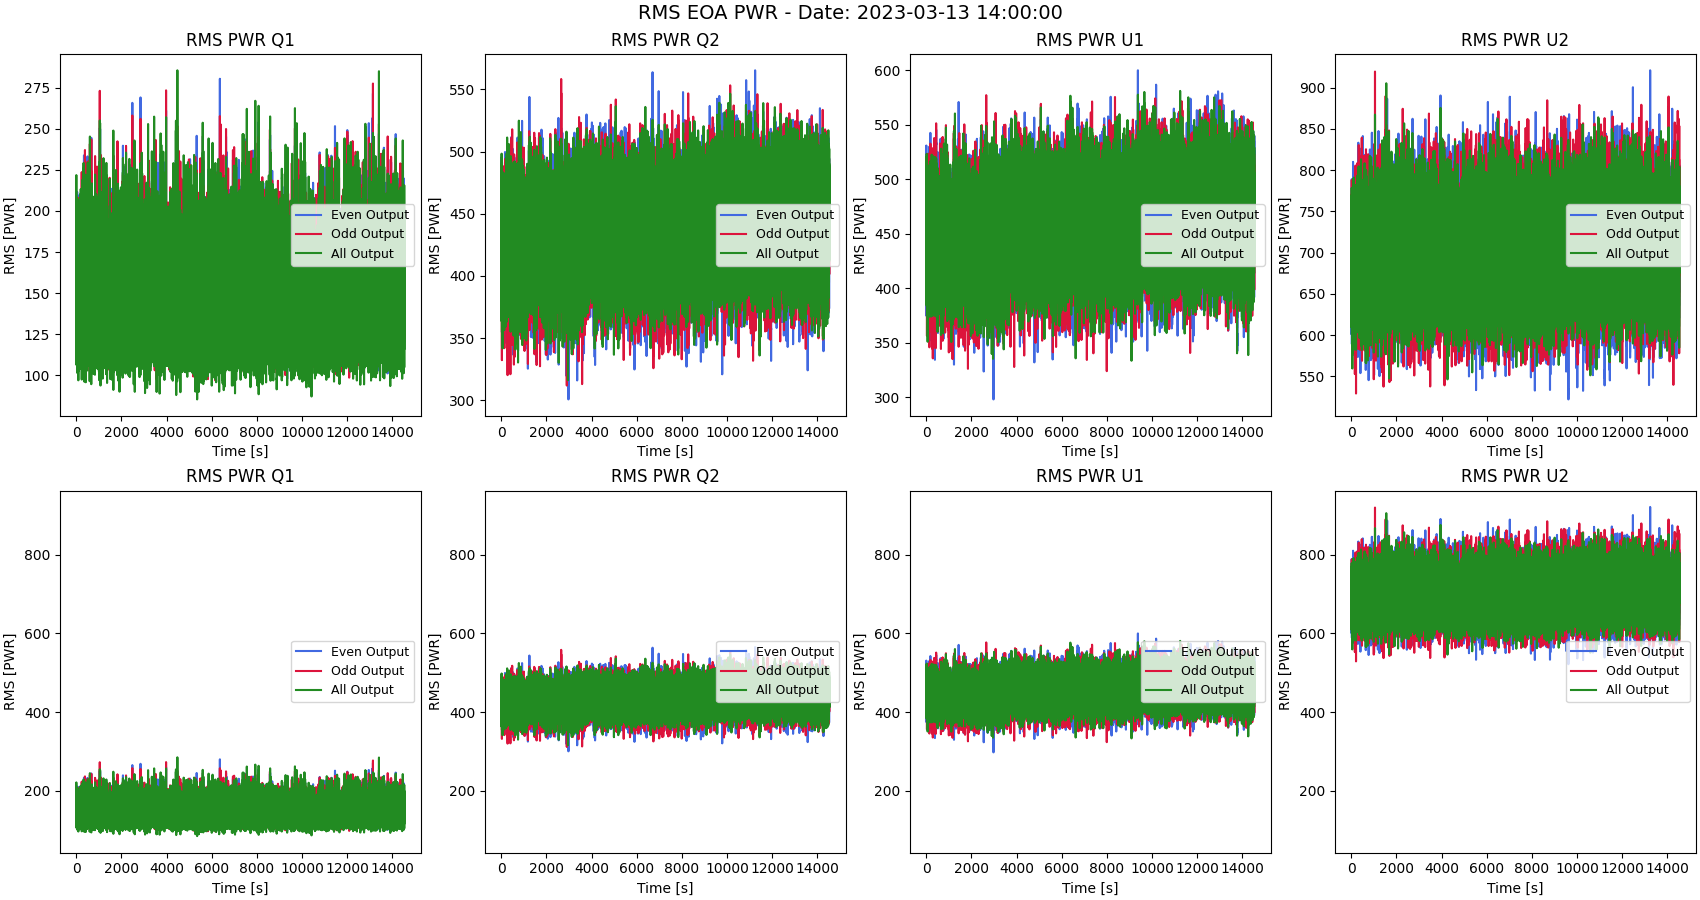 RMS EOA PWR - Date: 2023-03-13 14:00:00
RMS PWR Q1
RMS [PWR]
275
250
225
200
175
150
125
100
Even Output
Odd Output
All Output
0 2000 4000 6000 8000 10000 12000 14000
Time [s]
RMS PWR Q2
RMS [PWR]
550
500
450
400
350
300
Even Output
Odd Output
All Output
0 2000 4000 6000 8000 10000 12000 14000
Time [s]
RMS PWR U1
RMS [PWR]
600
550
500
450
400
350
300
Even Output
Odd Output
All Output
0 2000 4000 6000 8000 10000 12000 14000
Time [s]
RMS PWR U2
RMS [PWR]
900
850
800
750
700
650
600
550
Even Output
Odd Output
All Output
0 2000 4000 6000 8000 10000 12000 14000
Time [s]
RMS PWR Q1
RMS [PWR]
800
600
400
200
Even Output
Odd Output
All Output
0 2000 4000 6000 8000 10000 12000 14000
Time [s]
RMS PWR Q2
RMS [PWR]
800
600
400
200
Even Output
Odd Output
All Output
0 2000 4000 6000 8000 10000 12000 14000
Time [s]
RMS PWR U1
RMS [PWR]
800
600
400
200
Even Output
Odd Output
All Output
0 2000 4000 6000 8000 10000 12000 14000
Time [s]
RMS PWR U2
RMS [PWR]
800
600
400
200
Even Output
Odd Output
All Output
0 2000 4000 6000 8000 10000 12000 14000
Time [s]